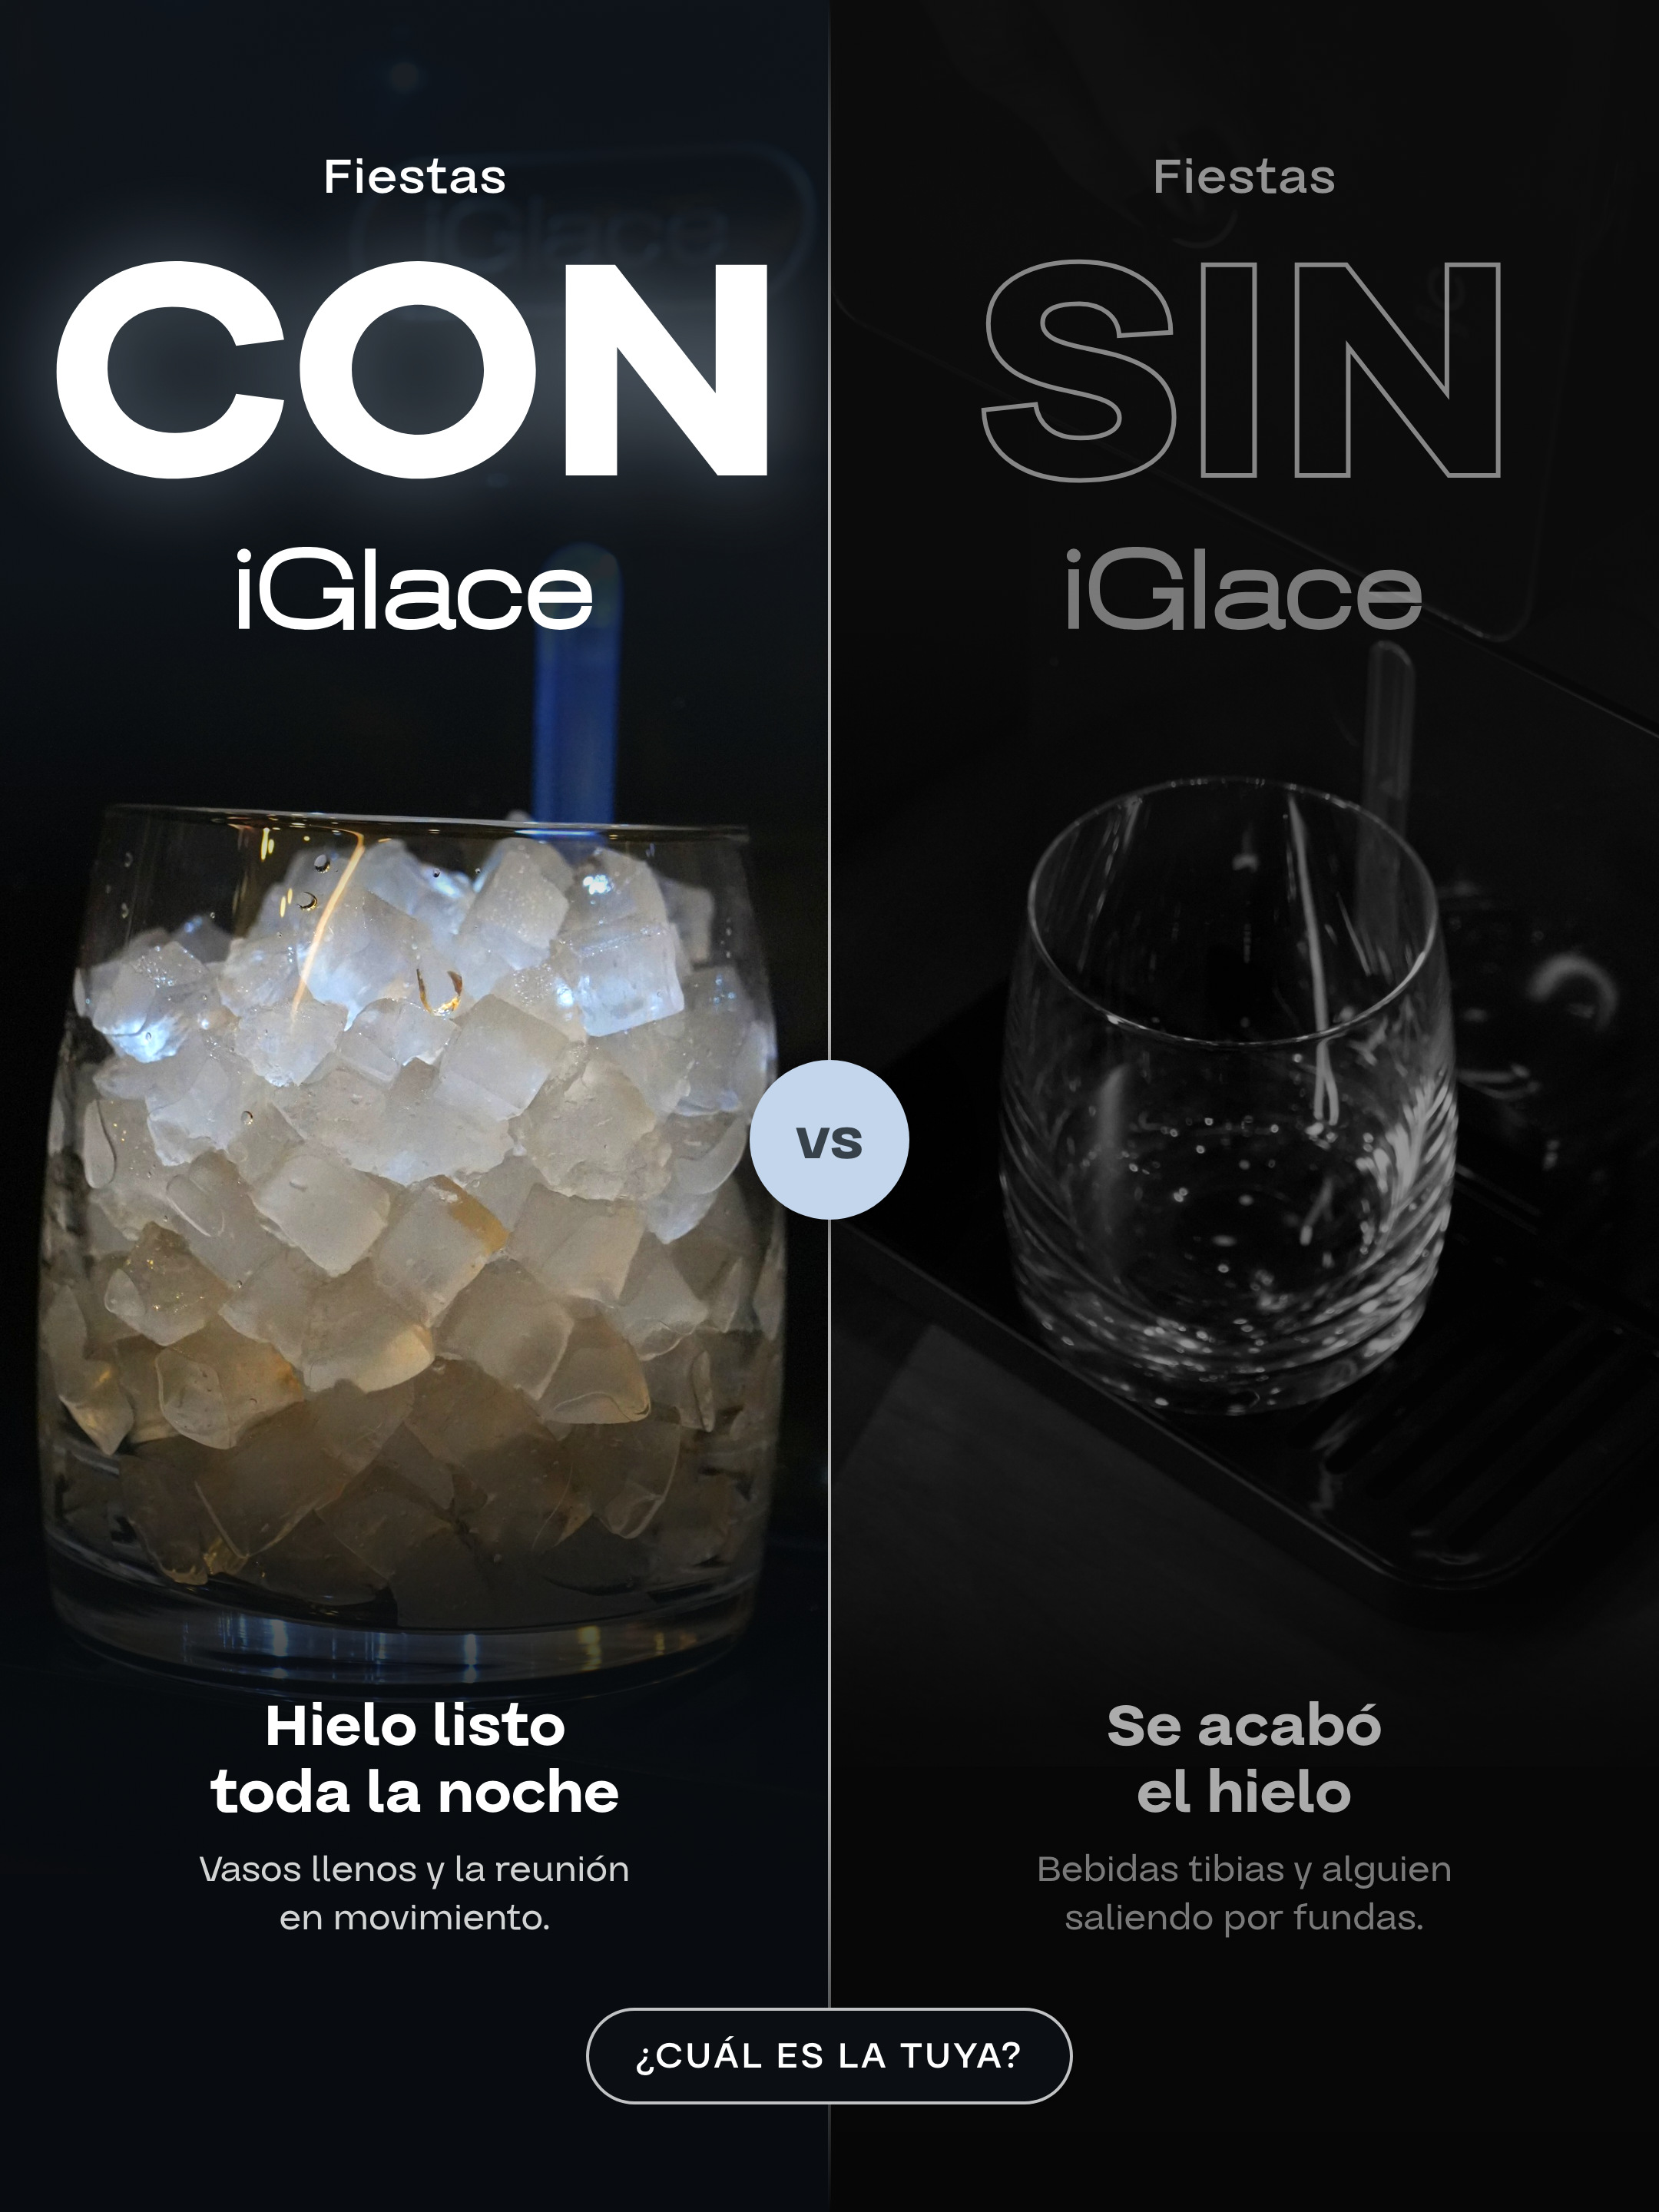 Fiestas
CON
iGlace
Hielo listo
toda la noche
Vasos llenos y la reunión
en movimiento.
vs
Fiestas
SIN
iGlace
Se acabó
el hielo
Bebidas tibias y alguien
saliendo por fundas.
¿CUÁL ES LA TUYA?
iGlace